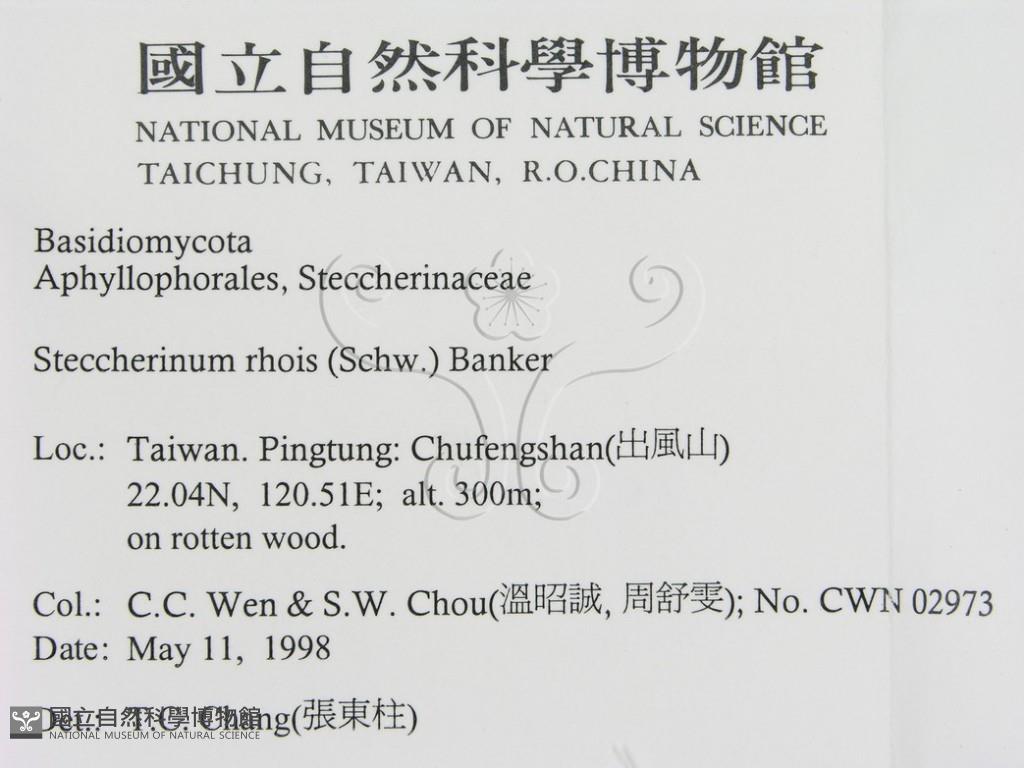 國立自然科學博物館
NATIONAL MUSEUM OF NATURAL SCIENCE
TAICHUNG, TAIWAN, R.O.CHINA
Basidiomycota
Aphyllophorales, Steccherinaceae
Steccherinum rhois (Schw.) Banker
Loc.: Taiwan. Pingtung: Chufengshan(出風山)
22.04N, 120.51E; alt. 300m;
on rotten wood.
Col.: C.C. Wen & S.W. Chou(溫昭誠, 周舒雯); No. CWN 02973
Date: May 11, 1998
Det.: T.C. Chang(張東柱)
國立自然科學博物館
NATIONAL MUSEUM OF NATURAL SCIENCE